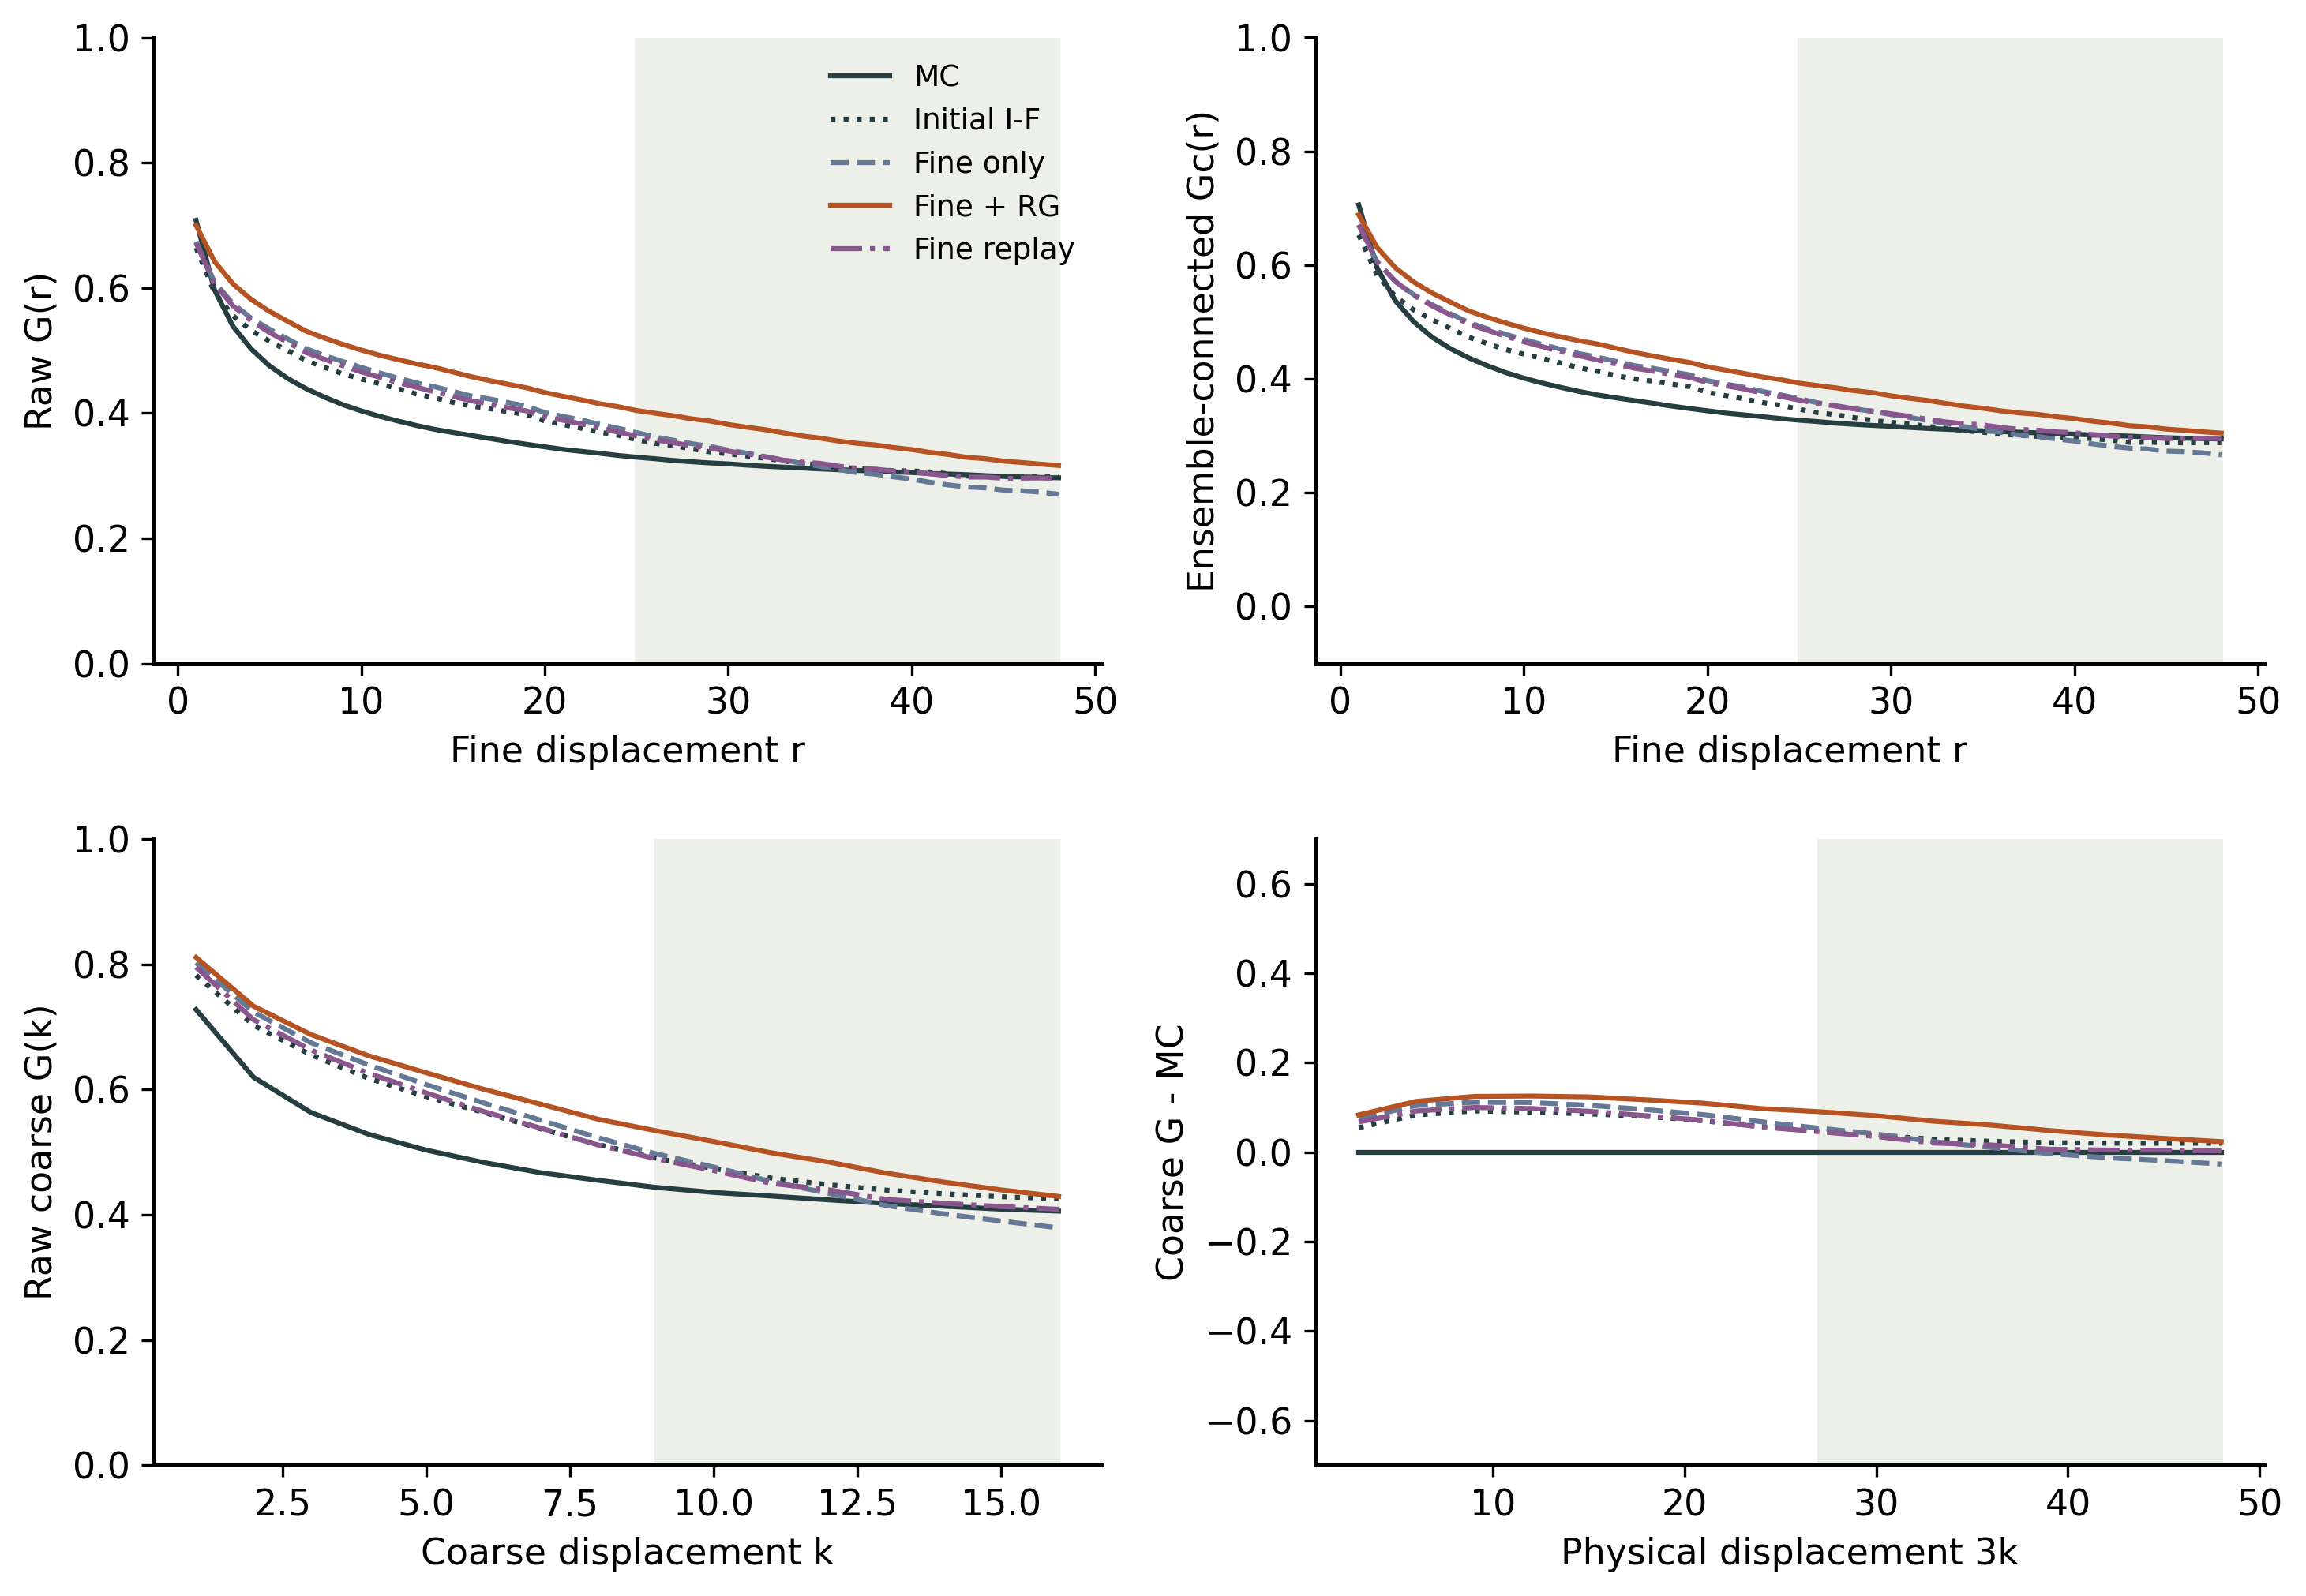 1.0
0.8
0.6
0.4
0.2
0.0
Raw G(r)
MC
Initial I-F
Fine only
Fine + RG
Fine replay
0 10 20 30 40 50
Fine displacement r
1.0
0.8
0.6
0.4
0.2
0.0
Ensemble-connected Gc(r)
0 10 20 30 40 50
Fine displacement r
1.0
0.8
0.6
0.4
0.2
0.0
Raw coarse G(k)
2.5 5.0 7.5 10.0 12.5 15.0
Coarse displacement k
0.6
0.4
0.2
0.0
−0.2
−0.4
−0.6
Coarse G - MC
10 20 30 40 50
Physical displacement 3k